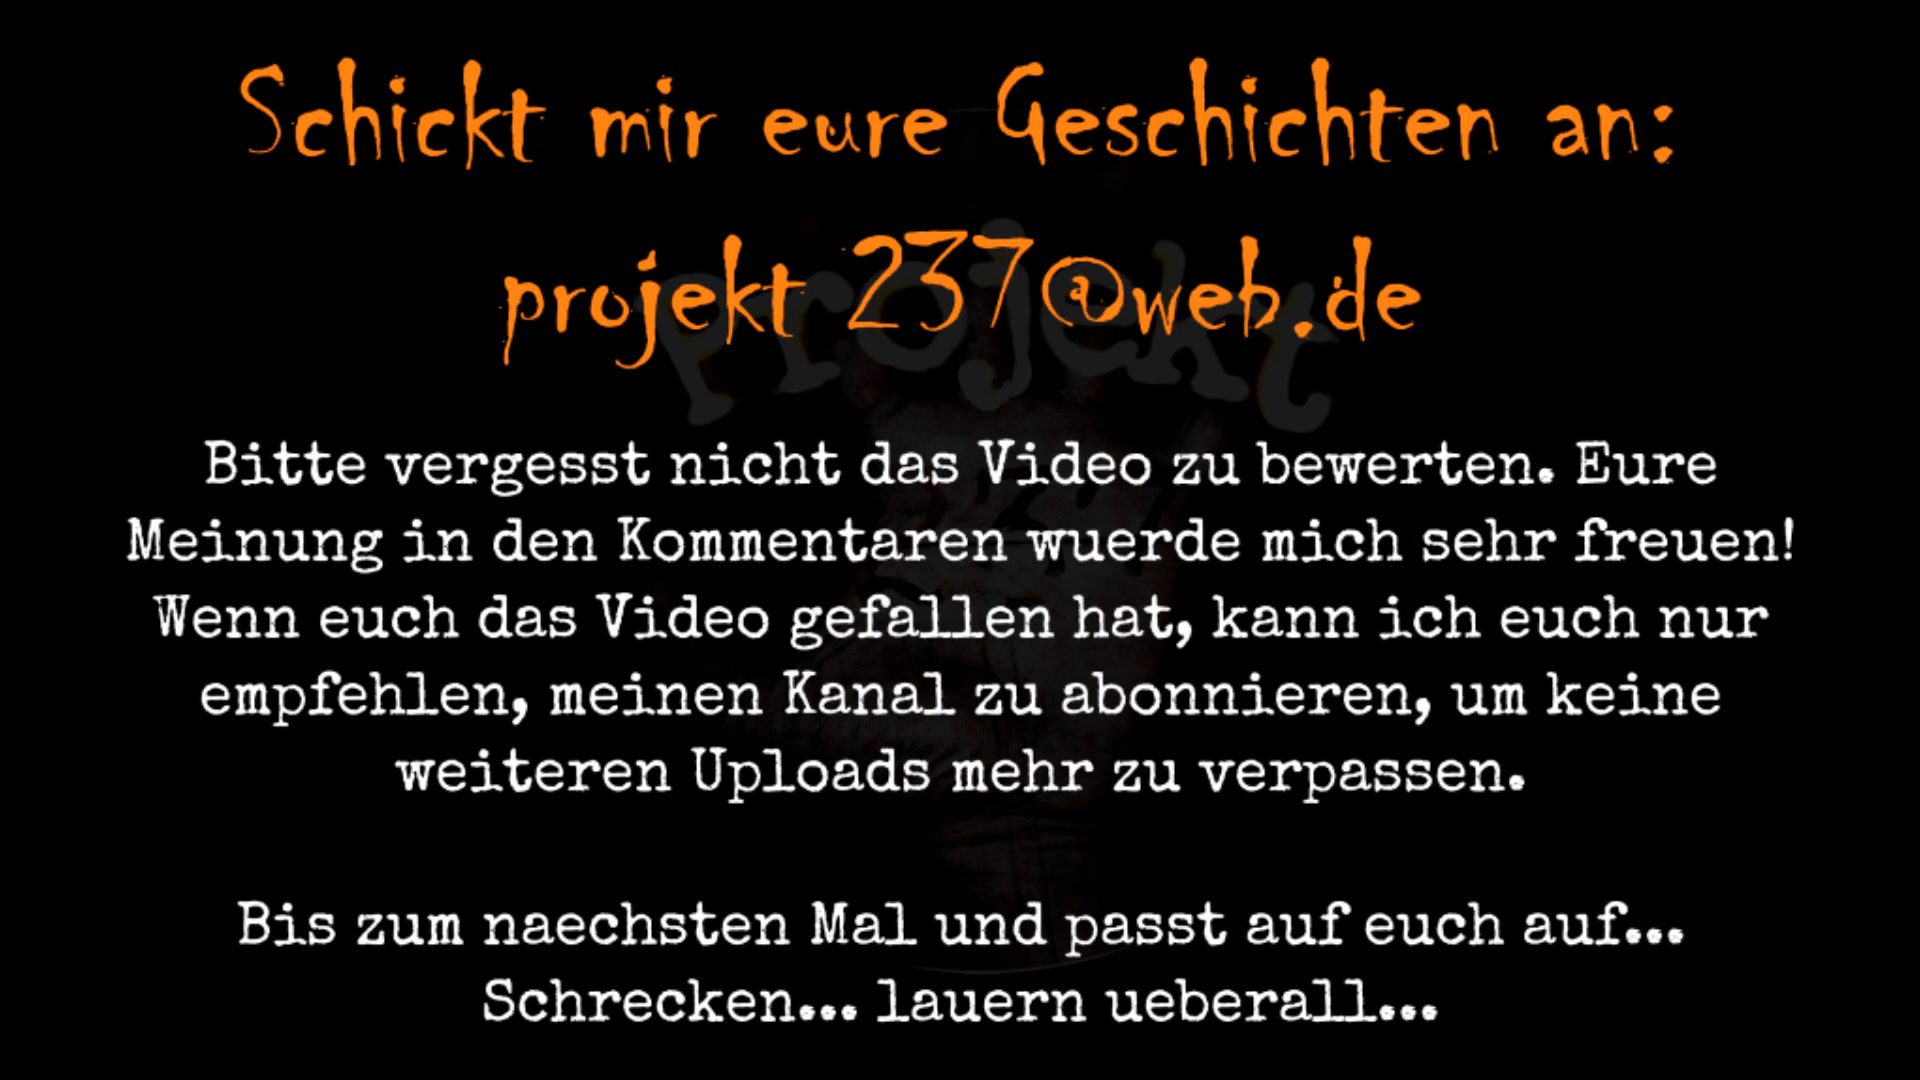 Schickt mir eure Geschichten an:
projekt 237@web.de
projekt
Bitte vergesst nicht das Video zu bewerten. Eure
Meinung in den Kommentaren wuerde mich sehr freuen!
Wenn euch das Video gefallen hat, kann ich euch nur
empfehlen, meinen Kanal zu abonnieren, um keine
weiteren Uploads mehr zu verpassen.
Bis zum naechsten Mal und passt auf euch auf...
Schrecken... lauern ueberall...